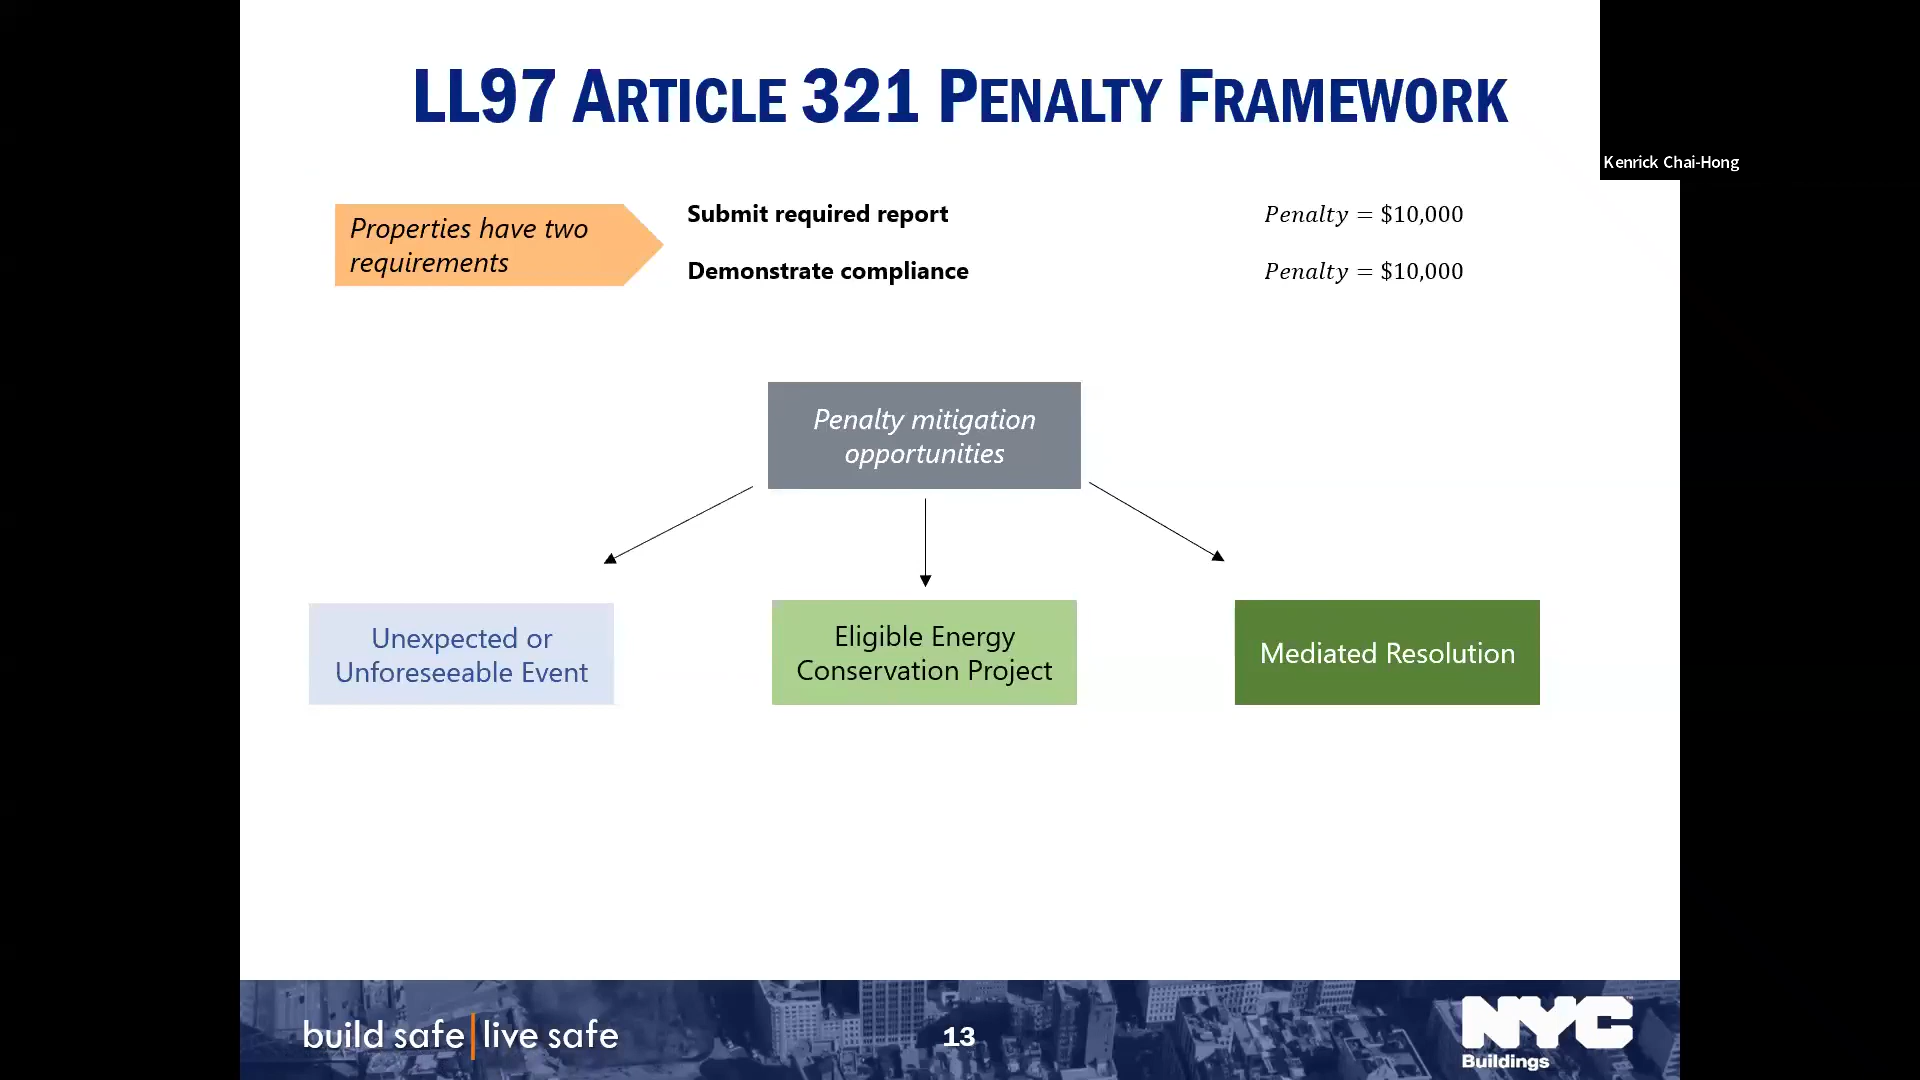 LL97 ARTICLE 321 PENALTY FRAMEWORK
Kenrick Chai-Hong
Properties have two
requirements
Submit required report
Penalty = $10,000
Demonstrate compliance
Penalty = $10,000
Penalty mitigation
opportunities
Unexpected or
Unforeseeable Event
Eligible Energy
Conservation Project
Mediated Resolution
build safe|live safe
13
NYC
Buildings